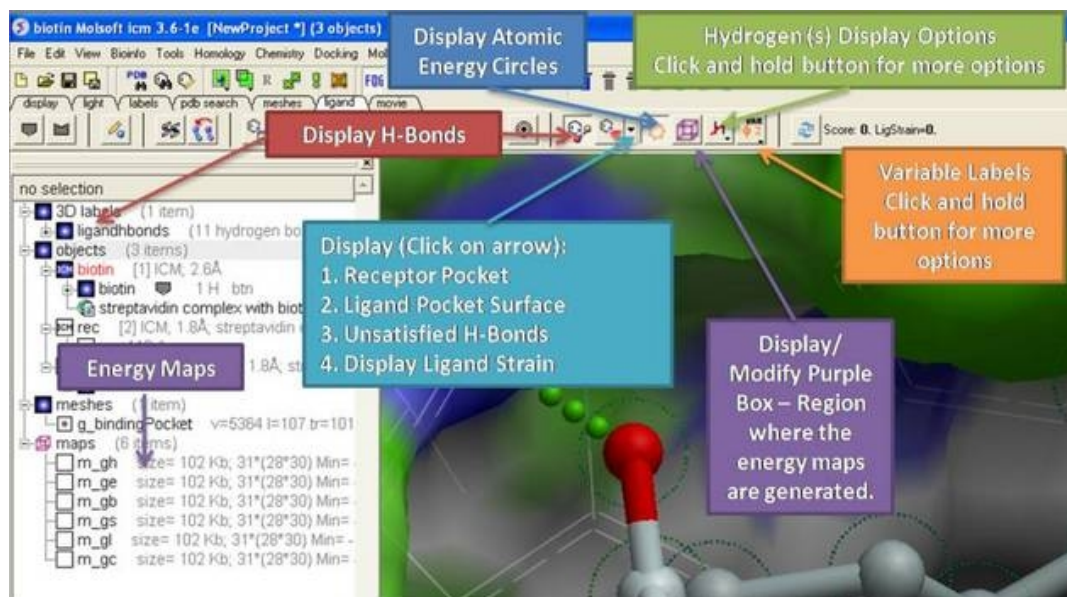 biotin Molsoft icm 3.6-1e [NewProject *] (3 objects)
File Edit View Bioinfo Tools Homology Chemistry Docking
Display Atomic
Energy Circles
Hydrogen (s) Display Options
Click and hold button for more options
display light labels pdb search meshes ligand movie
Display H-Bonds
Score: 0. LigStrain=0.
Variable Labels
Click and hold
button for more
options
no selection
3D labels (1 item)
ligandhbonds (11 hydrogen bo
objects (3 items)
biotin [1] ICM, 2.6Å
biotin 1 H btn
streptavidin complex with biot
rec [2] ICM, 1.8Å, streptavidin
1.8Å, st
Energy Maps
meshes (1 item)
g_bindingPocket v=5364 l=107 tr=101
maps (6 items)
m_gh size= 102 Kb; 31*(28*30) Min=
m_ge size= 102 Kb; 31*(28*30) Min=
m_gb size= 102 Kb; 31*(28*30) Min=
m_gs size= 102 Kb; 31*(28*30) Min=
m_gl size= 102 Kb; 31*(28*30) Min= -
m_gc size= 102 Kb; 31*(28*30) Min=
Display (Click on arrow):
1. Receptor Pocket
2. Ligand Pocket Surface
3. Unsatisfied H-Bonds
4. Display Ligand Strain
Display/
Modify Purple
Box – Region
where the
energy maps
are generated.